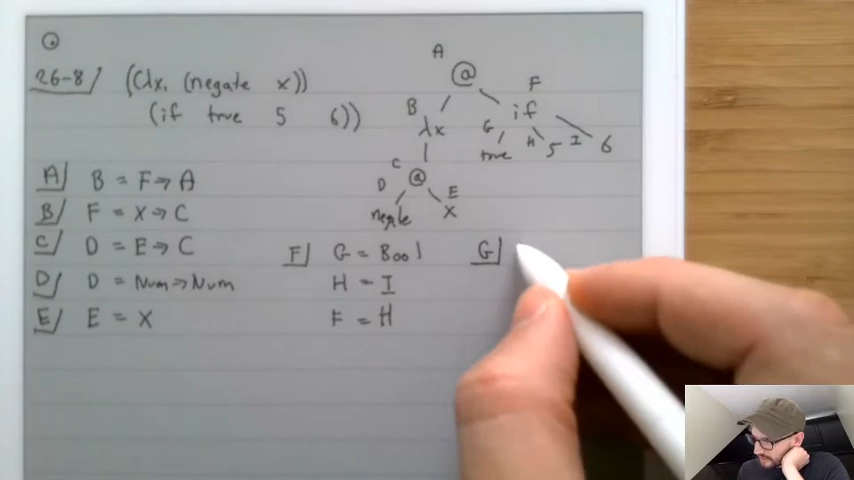 26-8/ ((λx. (negate x))
(if true 5 6))
A
@
F
B
if
λx
G
true
H
5
I
6
C
@
D
E
negate
x
A| B = F → A
B| F = X → C
C| D = E → C
D| D = Num → Num
E| E = X
F| G = Bool
H = I
F = H
G|